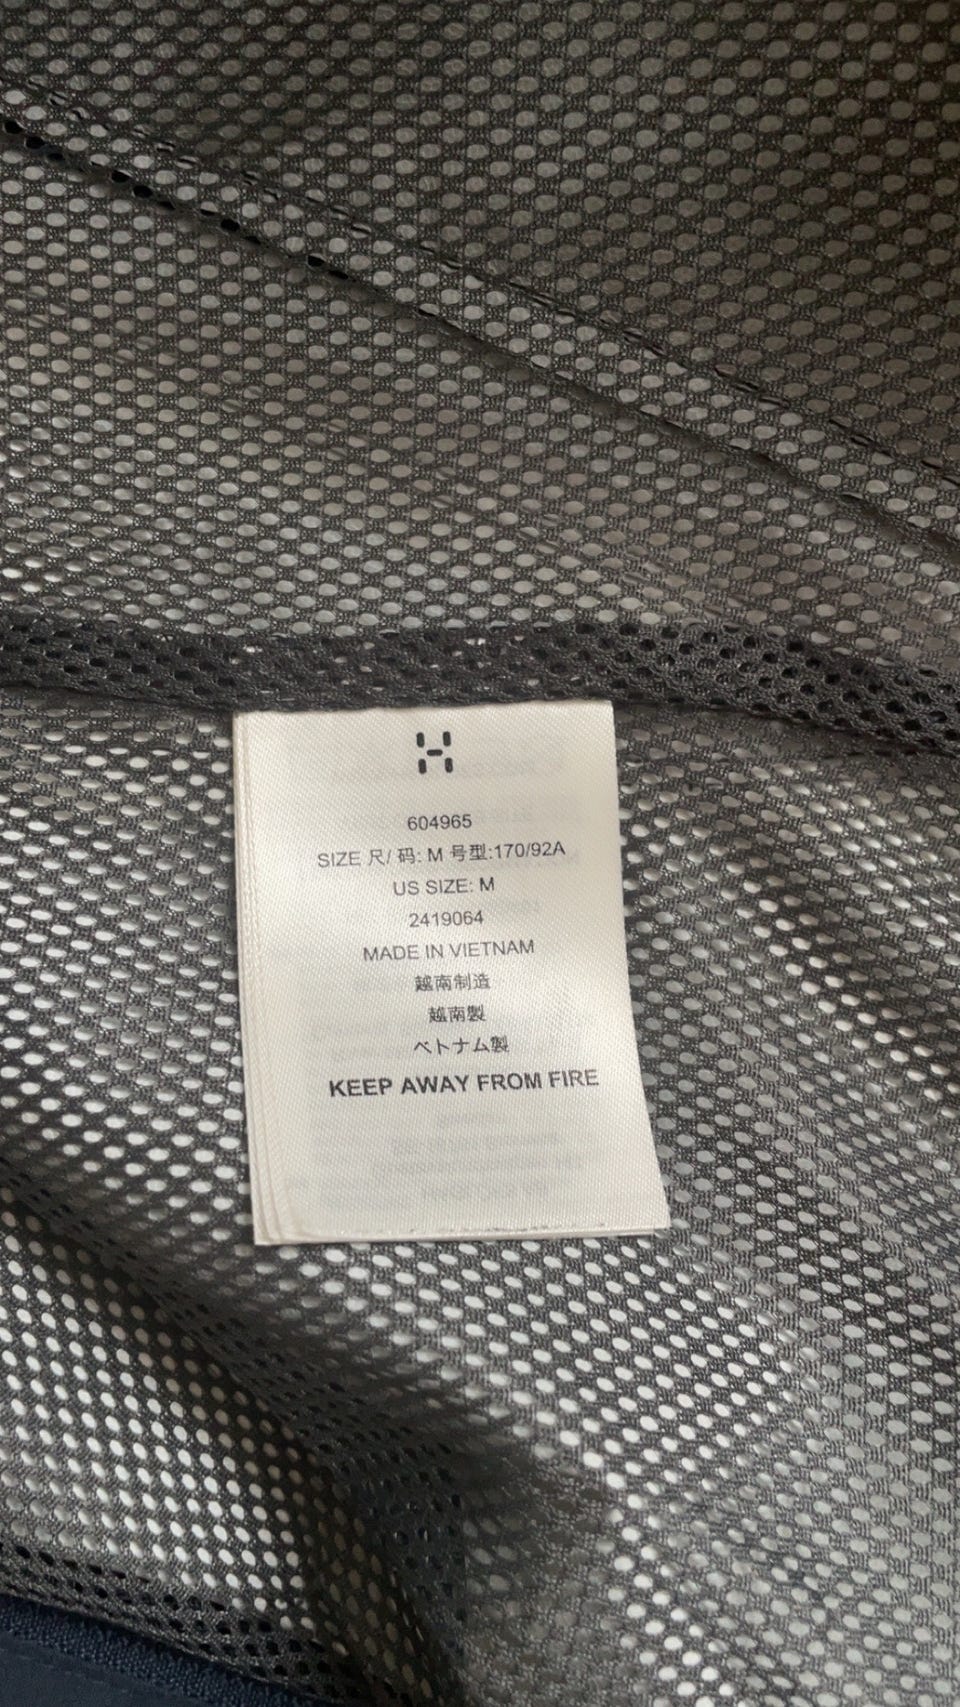 604965
SIZE 尺/ 码: M 号型:170/92A
US SIZE: M
2419064
MADE IN VIETNAM
越南制造
越南製
ベトナム製
KEEP AWAY FROM FIRE